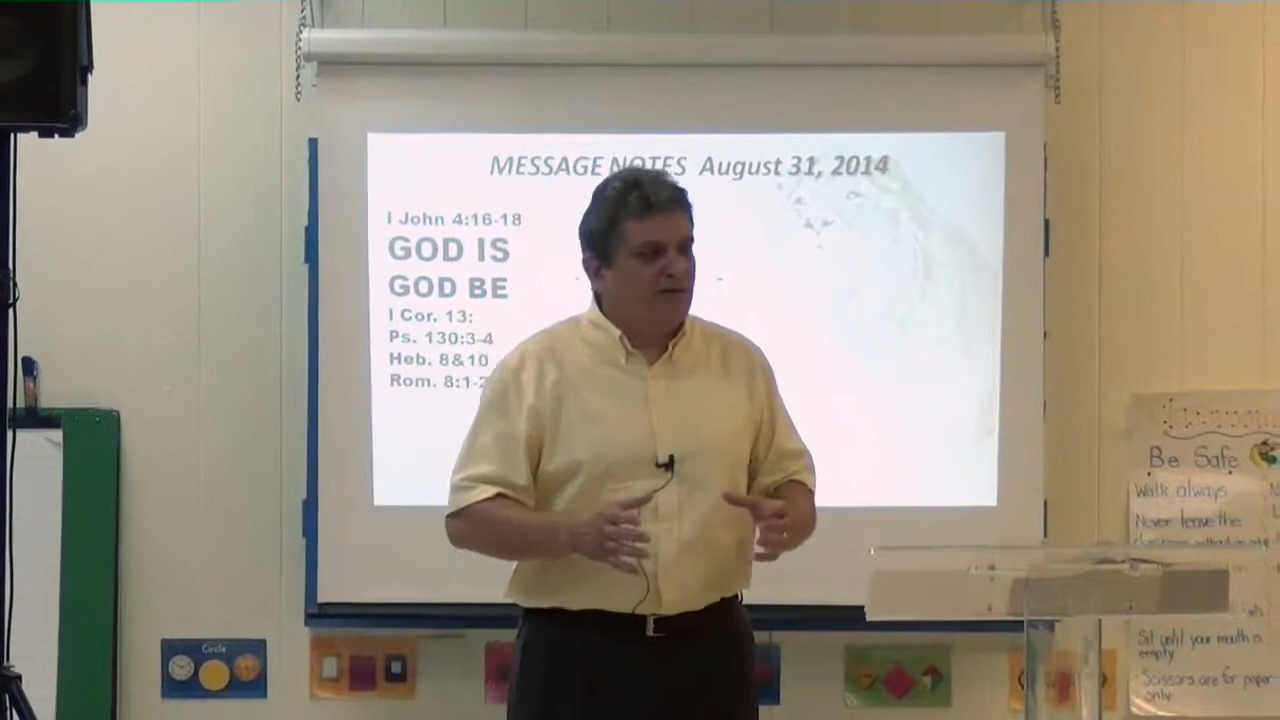 MESSAGE NOTES August 31, 2014
I John 4:16-18
GOD IS
GOD BE
I Cor. 13:
Ps. 130:3-4
Heb. 8&10
Rom. 8:1-2
Be Safe
Walk always
Never leave the
Sit until your mouth is
empty
Scissors are for paper
only.
Circle